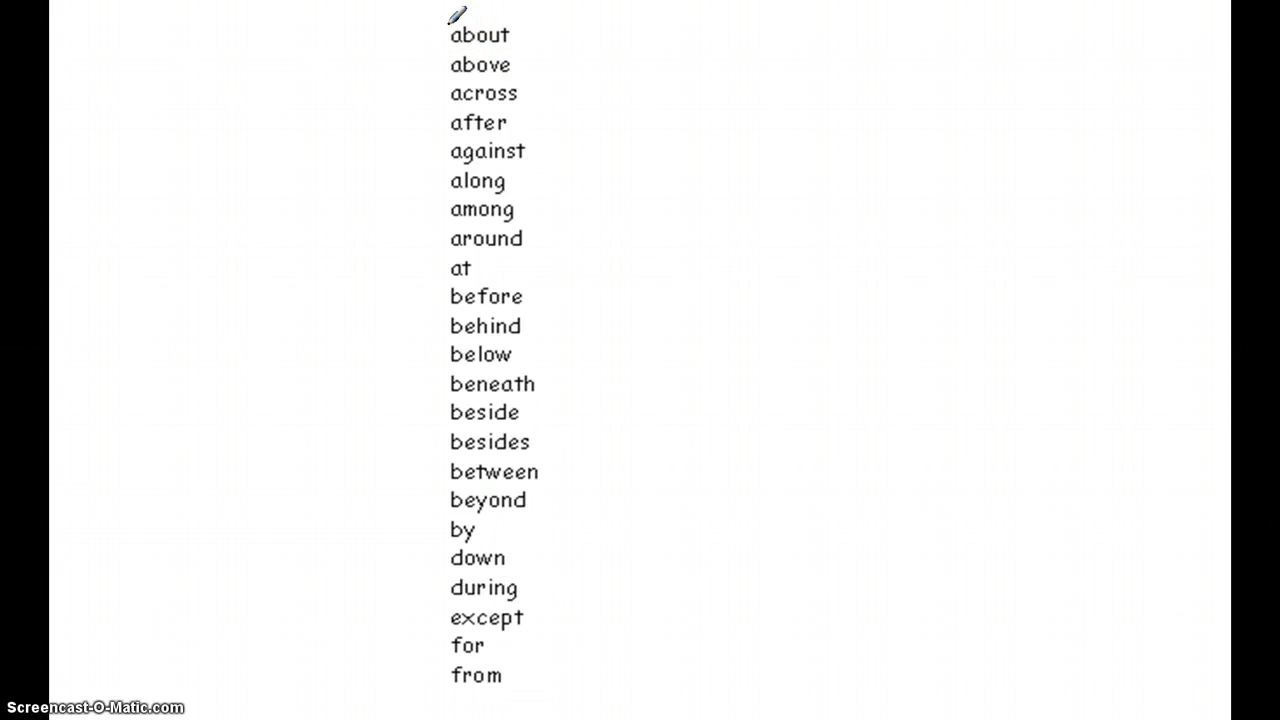 about
above
across
after
against
along
among
around
at
before
behind
below
beneath
beside
besides
between
beyond
by
down
during
except
for
from
Screencast-O-Matic.com